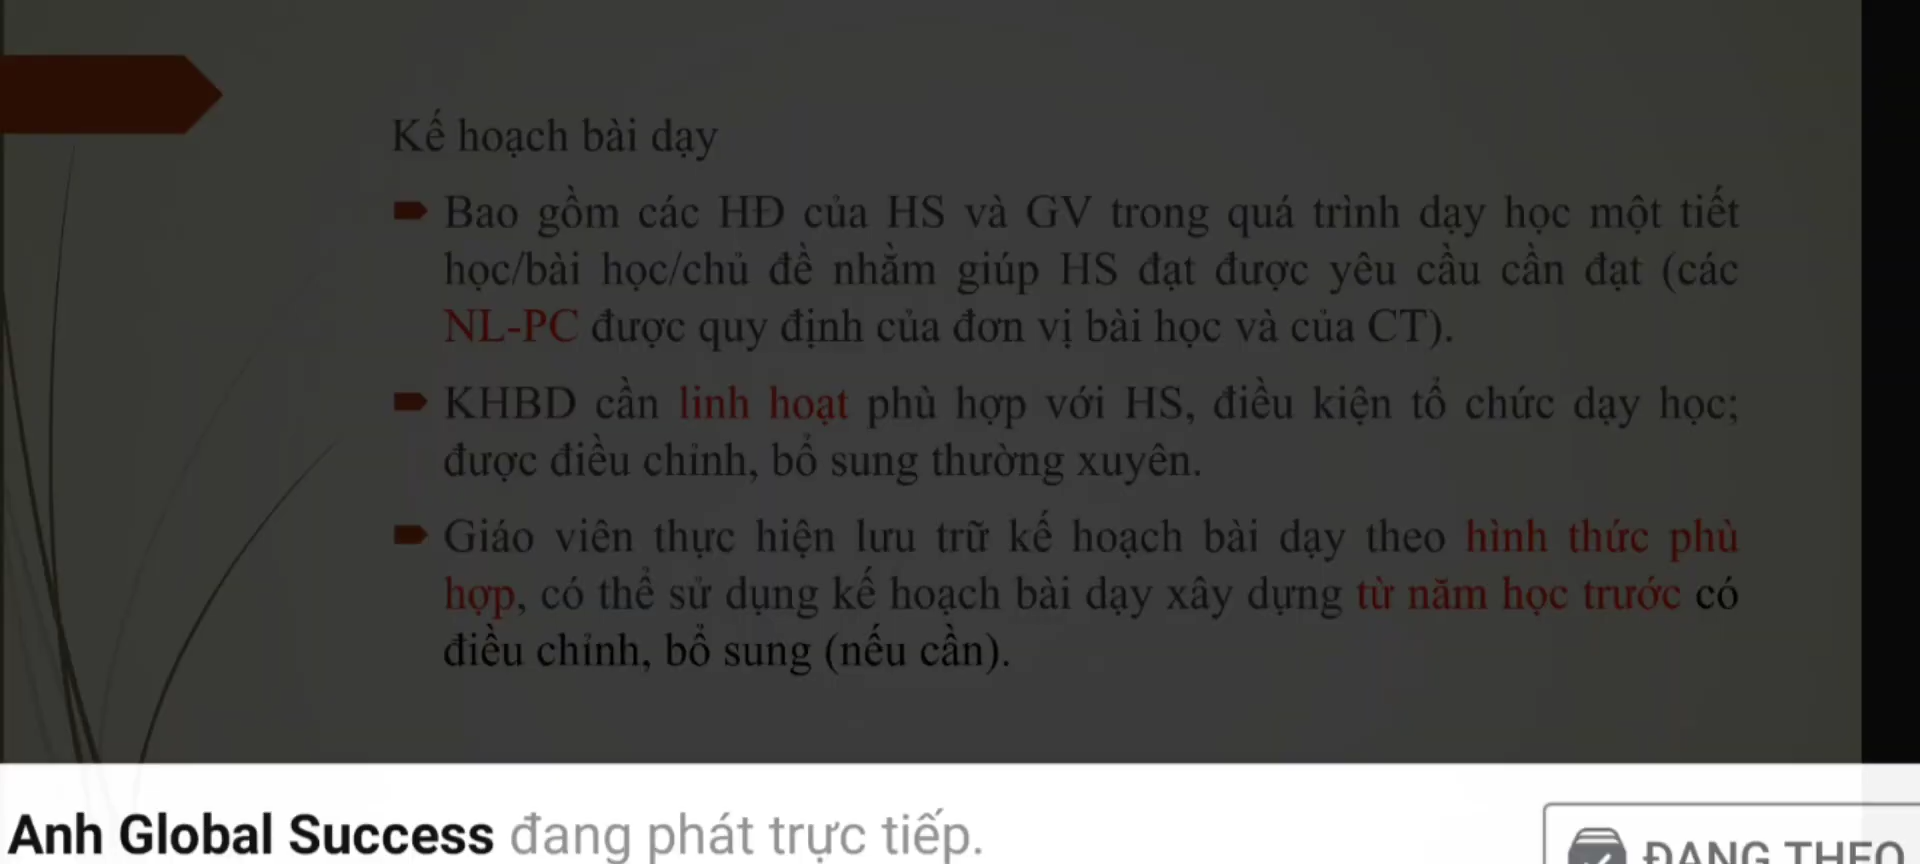 Kế hoạch bài dạy
Bao gồm các HĐ của HS và GV trong quá trình dạy học một tiết
học/bài học/chủ đề nhằm giúp HS đạt được yêu cầu cần đạt (các
NL-PC được quy định của đơn vị bài học và của CT).
KHBD cần linh hoạt phù hợp với HS, điều kiện tổ chức dạy học;
được điều chỉnh, bổ sung thường xuyên.
Giáo viên thực hiện lưu trữ kế hoạch bài dạy theo hình thức phù
hợp, có thể sử dụng kế hoạch bài dạy xây dựng từ năm học trước có
điều chỉnh, bổ sung (nếu cần).
Anh Global Success đang phát trực tiếp.
ĐANG THEO